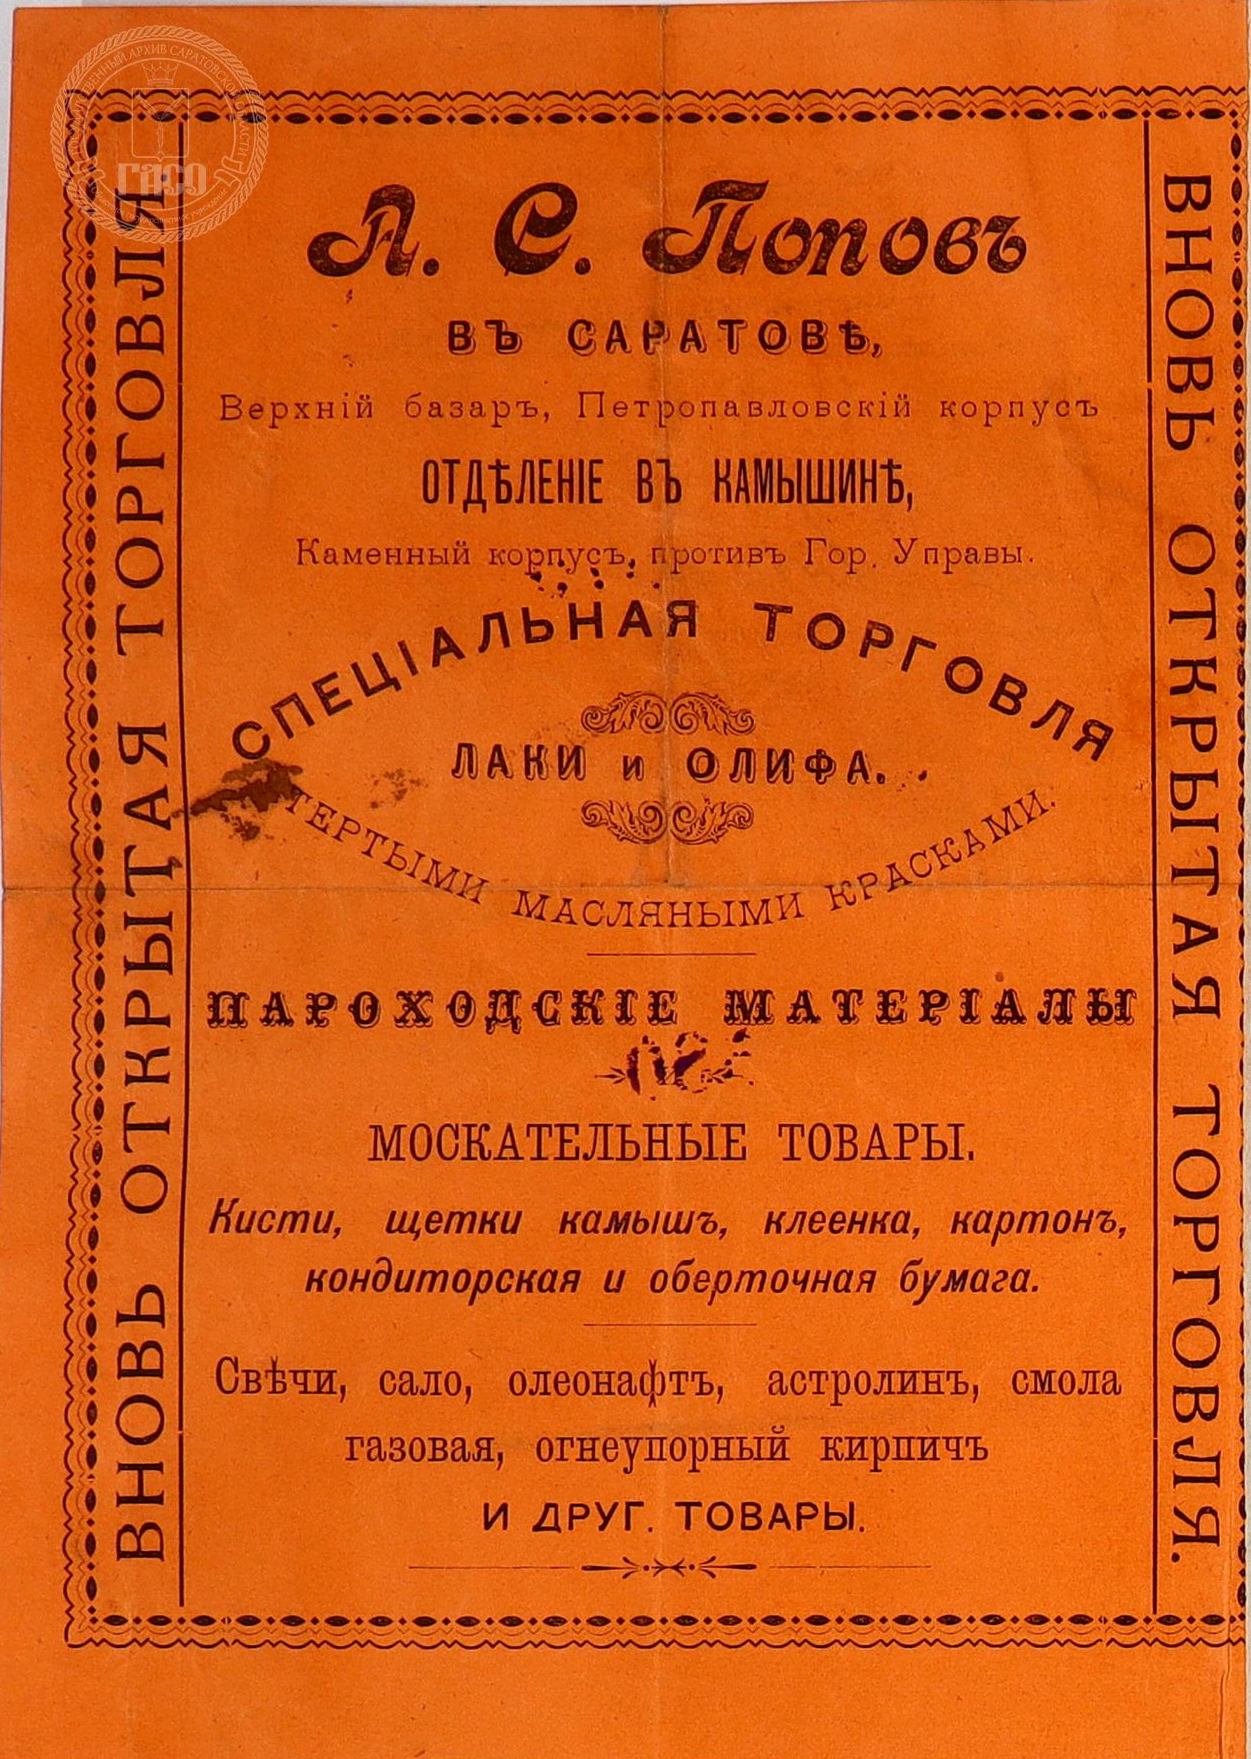 ГАСО
ВНОВЬ ОТКРЫТАЯ ТОРГОВЛЯ
А. С. Поповъ
ВЪ САРАТОВѢ,
Верхній базаръ, Петропавловскій корпусъ
ОТДѢЛЕНІЕ ВЪ КАМЫШИНѢ,
Каменный корпусъ, противъ Гор. Управы.
СПЕЦІАЛЬНАЯ ТОРГОВЛЯ
ЛАКИ и ОЛИФА.
ТЕРТЫМИ МАСЛЯНЫМИ КРАСКАМИ.
ПАРОХОДСКІЕ МАТЕРІАЛЫ
МОСКАТЕЛЬНЫЕ ТОВАРЫ.
Кисти, щетки камышъ, клеенка, картонъ,
кондиторская и оберточная бумага.
Свѣчи, сало, олеонафтъ, астролинъ, смола
газовая, огнеупорный кирпичъ
И ДРУГ. ТОВАРЫ.
ВНОВЬ ОТКРЫТАЯ ТОРГОВЛЯ.